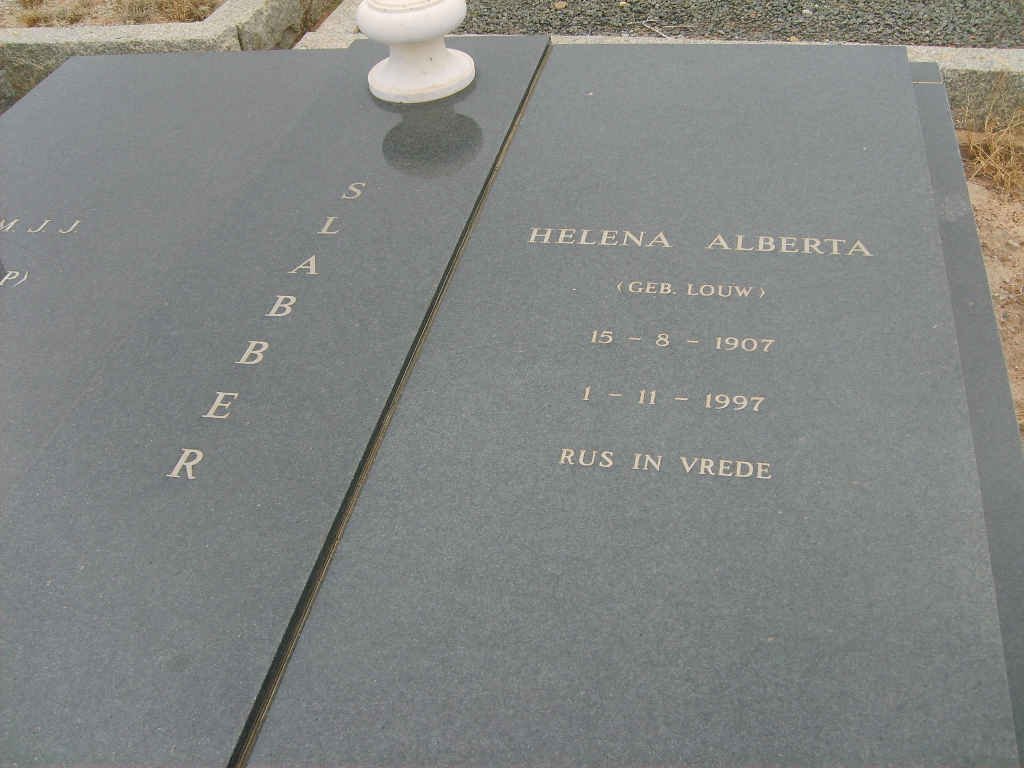 M J J
P)
SLABBER
HELENA ALBERTA
(GEB. LOUW)
15 - 8 - 1907
1 - 11 - 1997
RUS IN VREDE